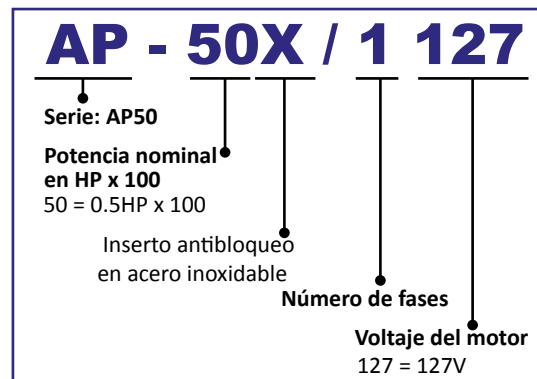 AP - 50X / 1 127
Serie: AP50
Potencia nominal
en HP x 100
50 = 0.5HP x 100
Inserto antibloqueo
en acero inoxidable
Número de fases
Voltaje del motor
127 = 127V